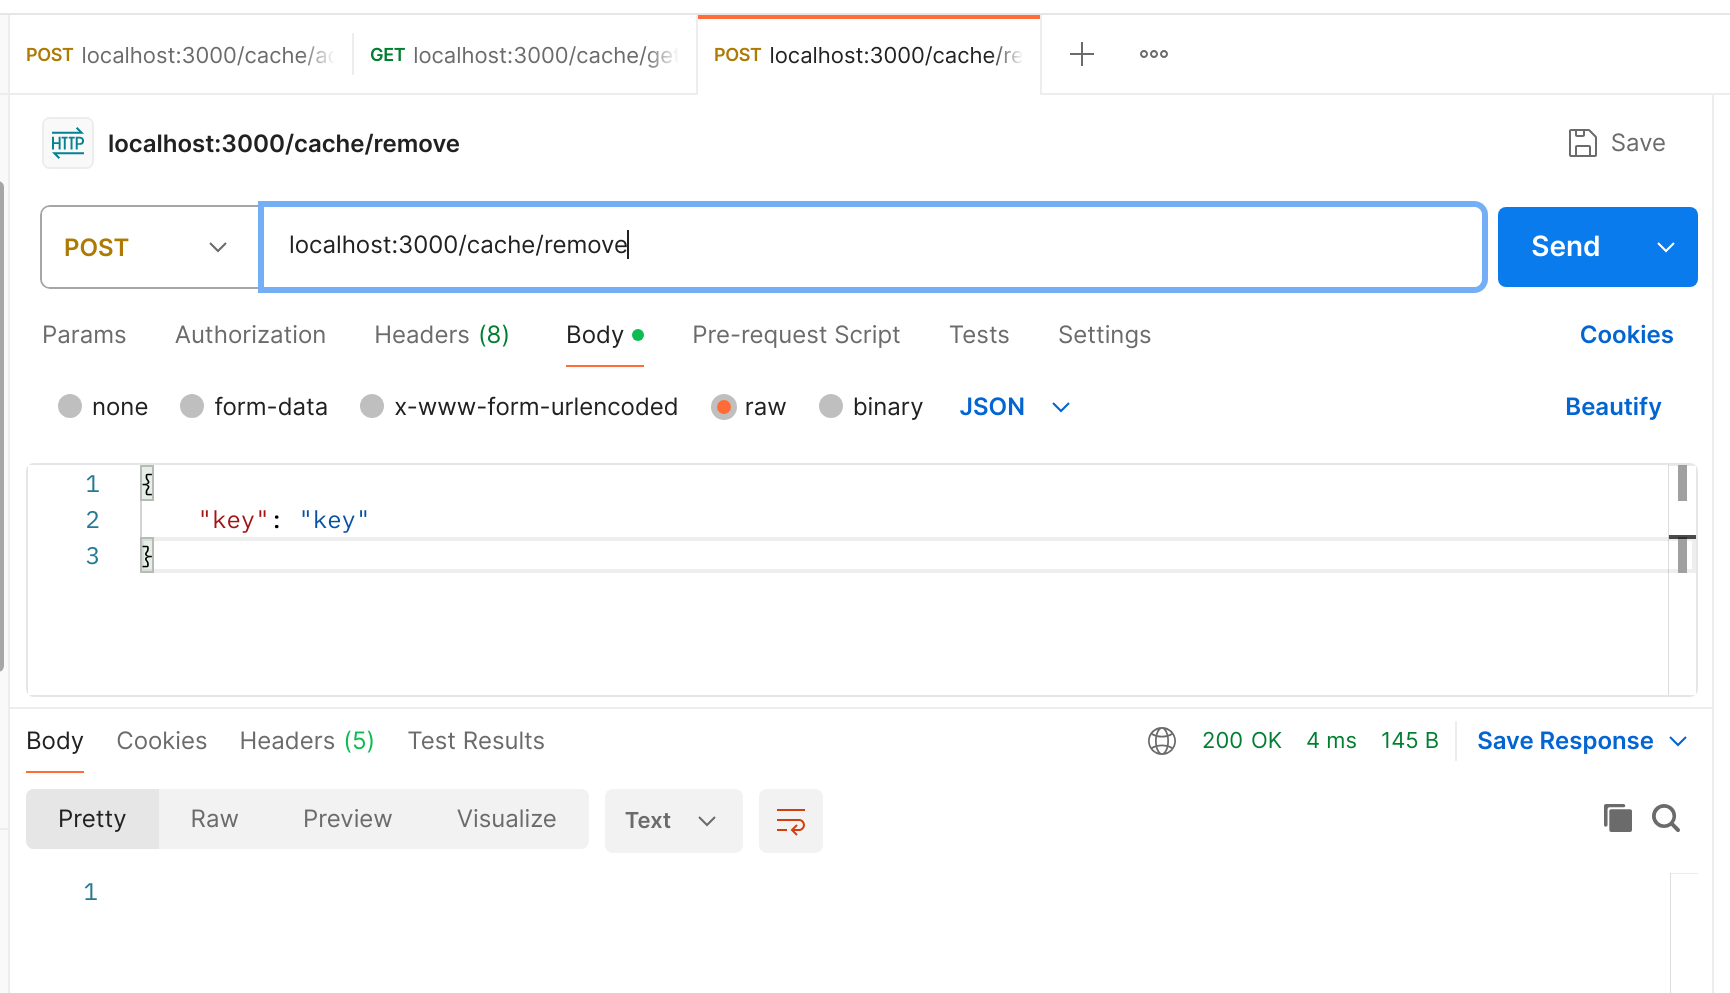 POST localhost:3000/cache/ad GET localhost:3000/cache/get POST localhost:3000/cache/re
HTTP localhost:3000/cache/remove Save
POST localhost:3000/cache/remove Send
Params Authorization Headers (8) Body Pre-request Script Tests Settings Cookies
none form-data x-www-form-urlencoded raw binary JSON Beautify
1 {
2 "key": "key"
3 }
Body Cookies Headers (5) Test Results 200 OK 4 ms 145 B Save Response
Pretty Raw Preview Visualize Text
1